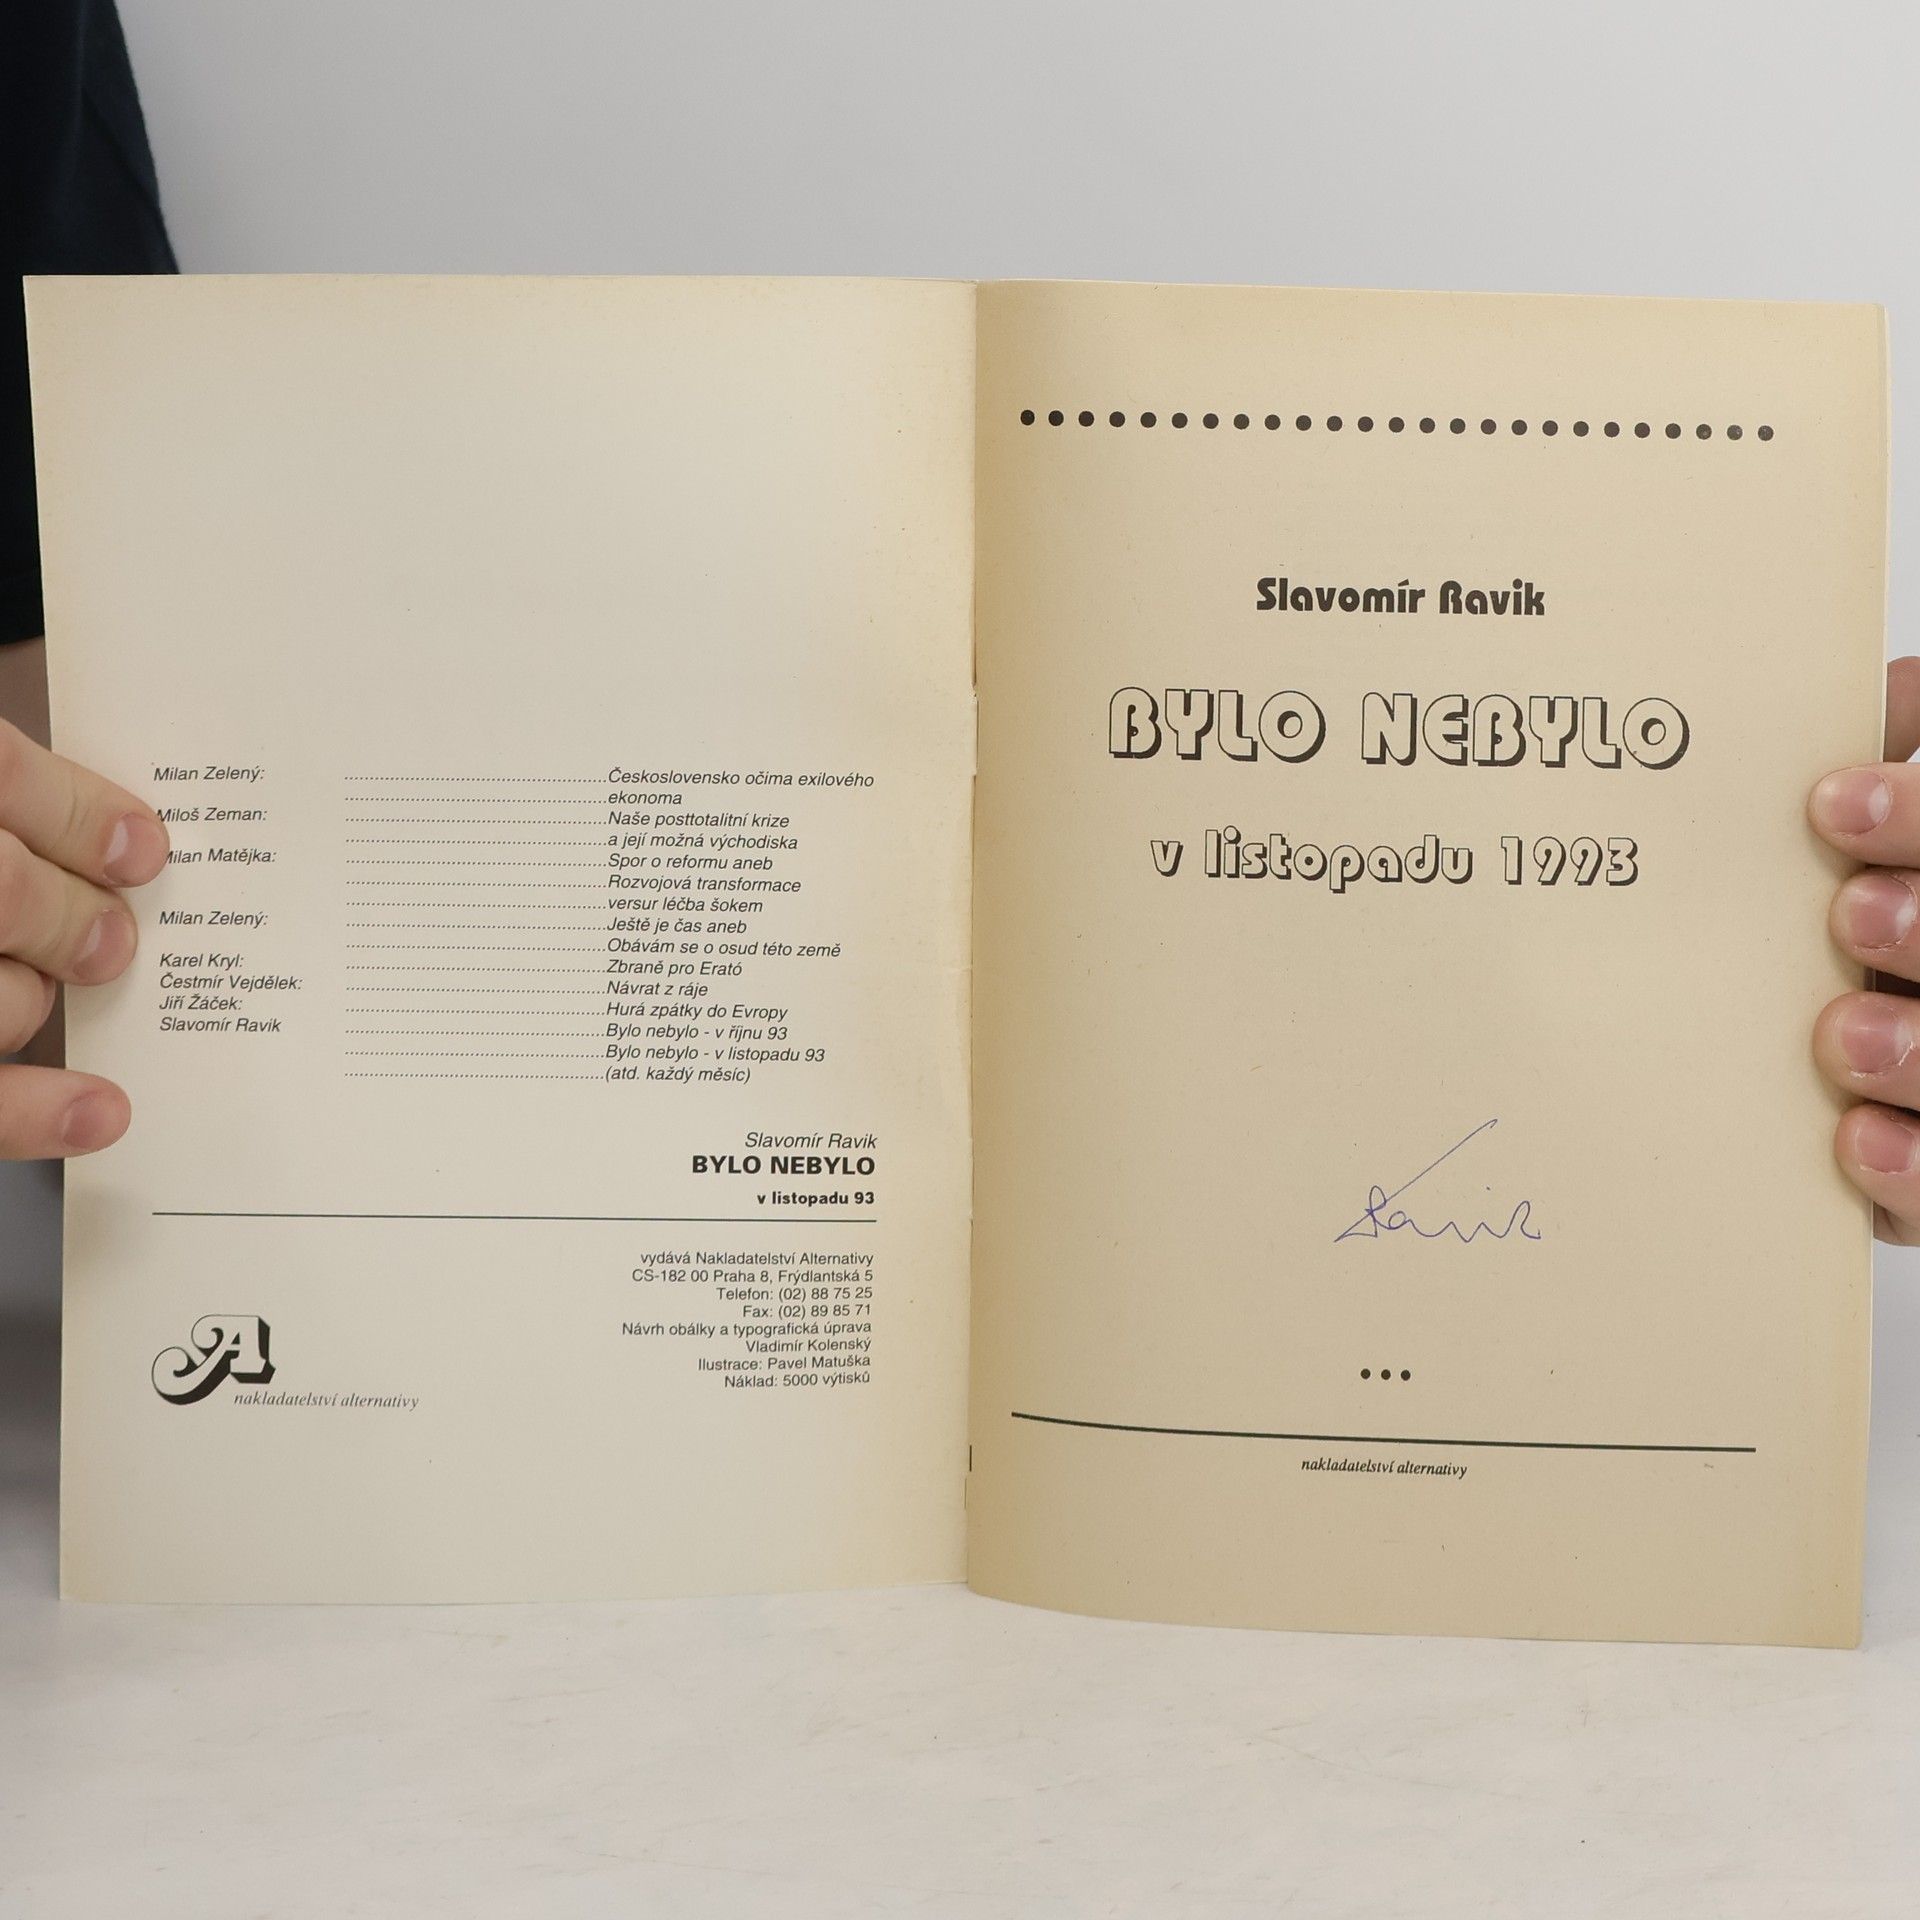 Milan Zelený: ........................................Československo očima exilového
........................................ekonoma
Miloš Zeman: ........................................Naše posttotalitní krize
........................................a její možná východiska
Milan Matějka: ........................................Spor o reformu aneb
........................................Rozvojová transformace
........................................versur léčba šokem
Milan Zelený: ........................................Ještě je čas aneb
........................................Obávám se o osud této země
Karel Kryl: ........................................Zbraně pro Erató
Čestmír Vejdělek: ........................................Návrat z ráje
Jiří Žáček: ........................................Hurá zpátky do Evropy
Slavomír Ravik ........................................Bylo nebylo - v říjnu 93
........................................Bylo nebylo - v listopadu 93
........................................(atd. každý měsíc)
Slavomír Ravik
BYLO NEBYLO
v listopadu 93
vydává Nakladatelství Alternativy
CS-182 00 Praha 8, Frýdlantská 5
Telefon: (02) 88 75 25
Fax: (02) 89 85 71
Návrh obálky a typografická úprava
Vladimír Kolenský
Ilustrace: Pavel Matuška
Náklad: 5000 výtisků
A
nakladatelství alternativy
Slavomír Ravik
BYLO NEBYLO
v listopadu 1993
Ravik
nakladatelství alternativy